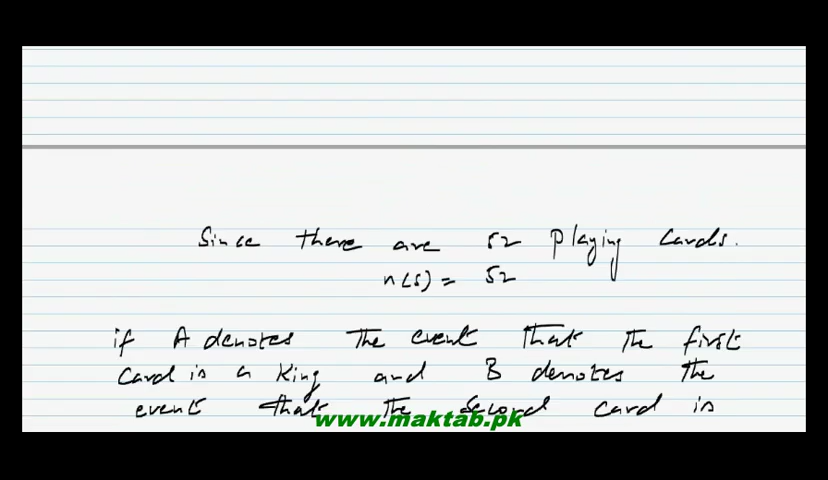 Since there are 52 playing cards.
n(s) = 52
if A denotes the event that the first
card is a king and B denotes the
event that the second card is
www.maktab.pk